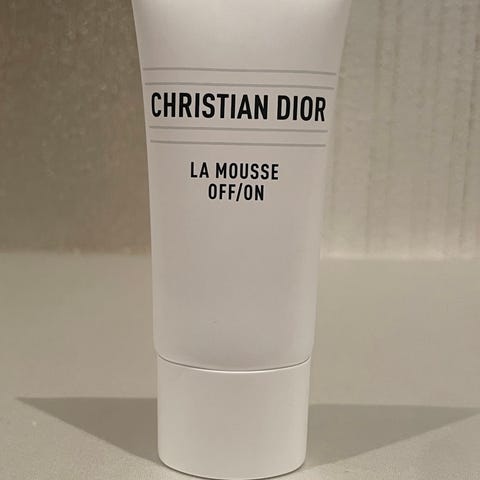 CHRISTIAN DIOR
LA MOUSSE
OFF/ON